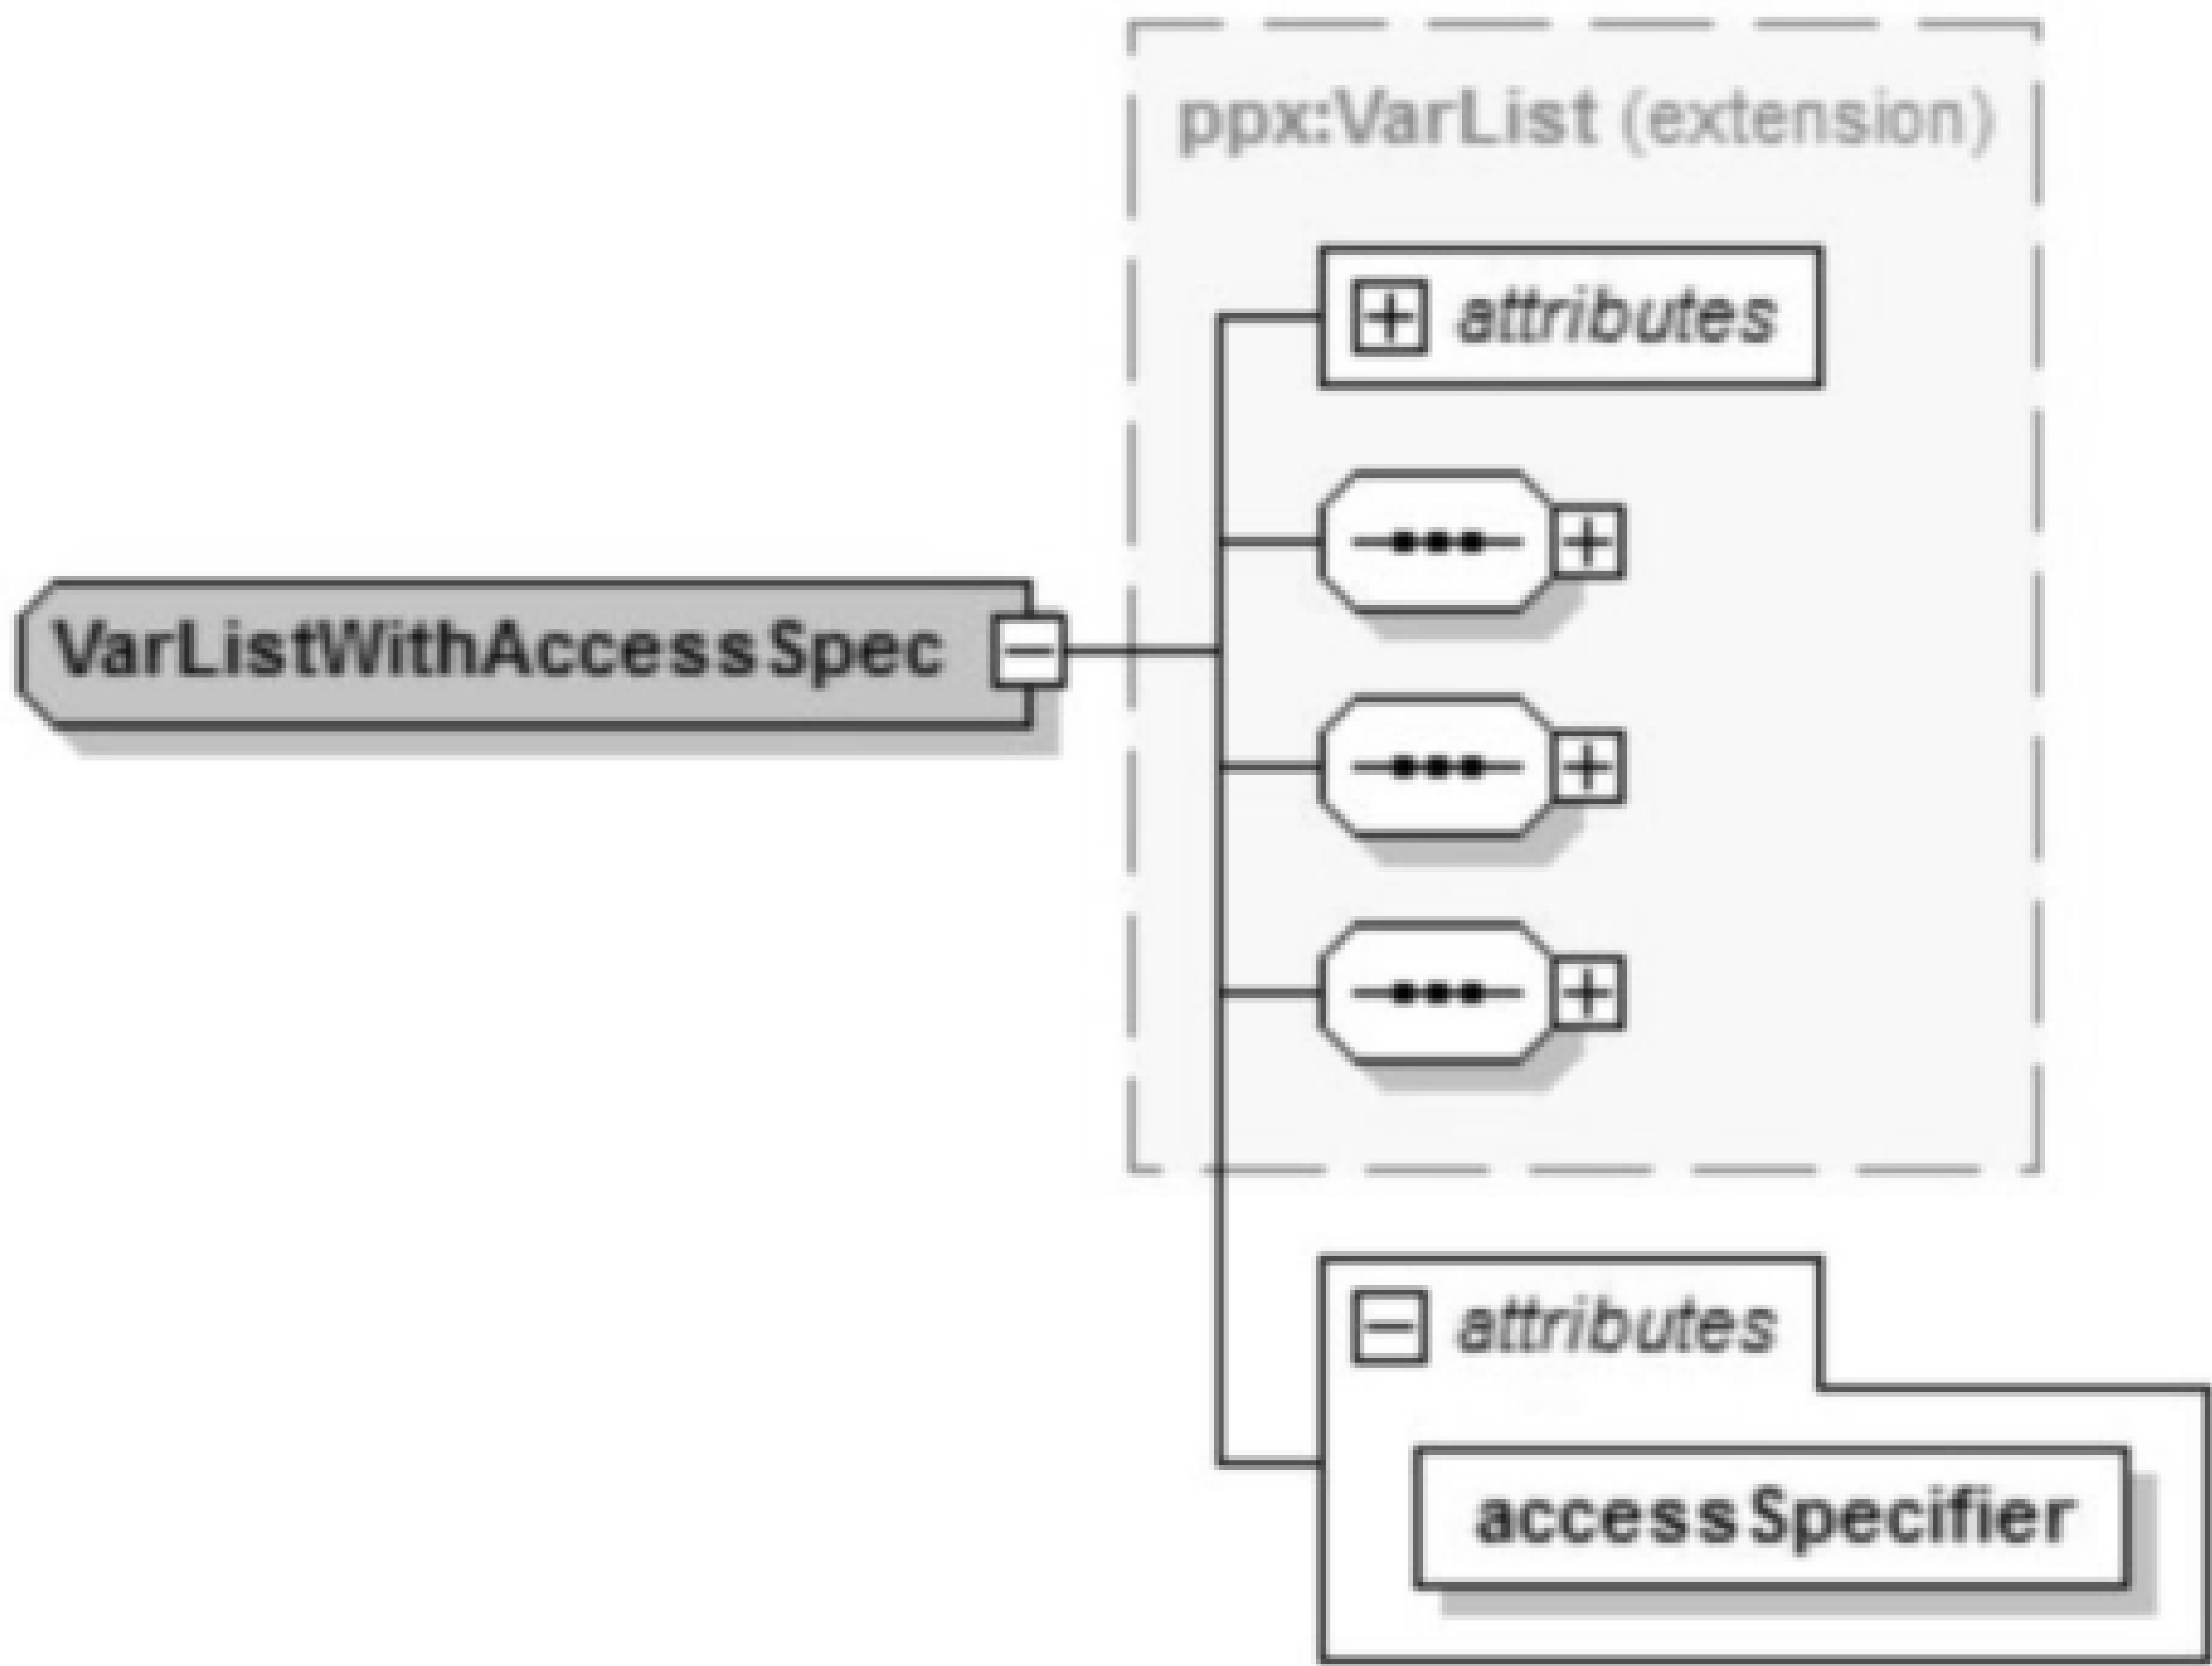 ppx:VarList (extension)
attributes
VarListWithAccessSpec
attributes
accessSpecifier